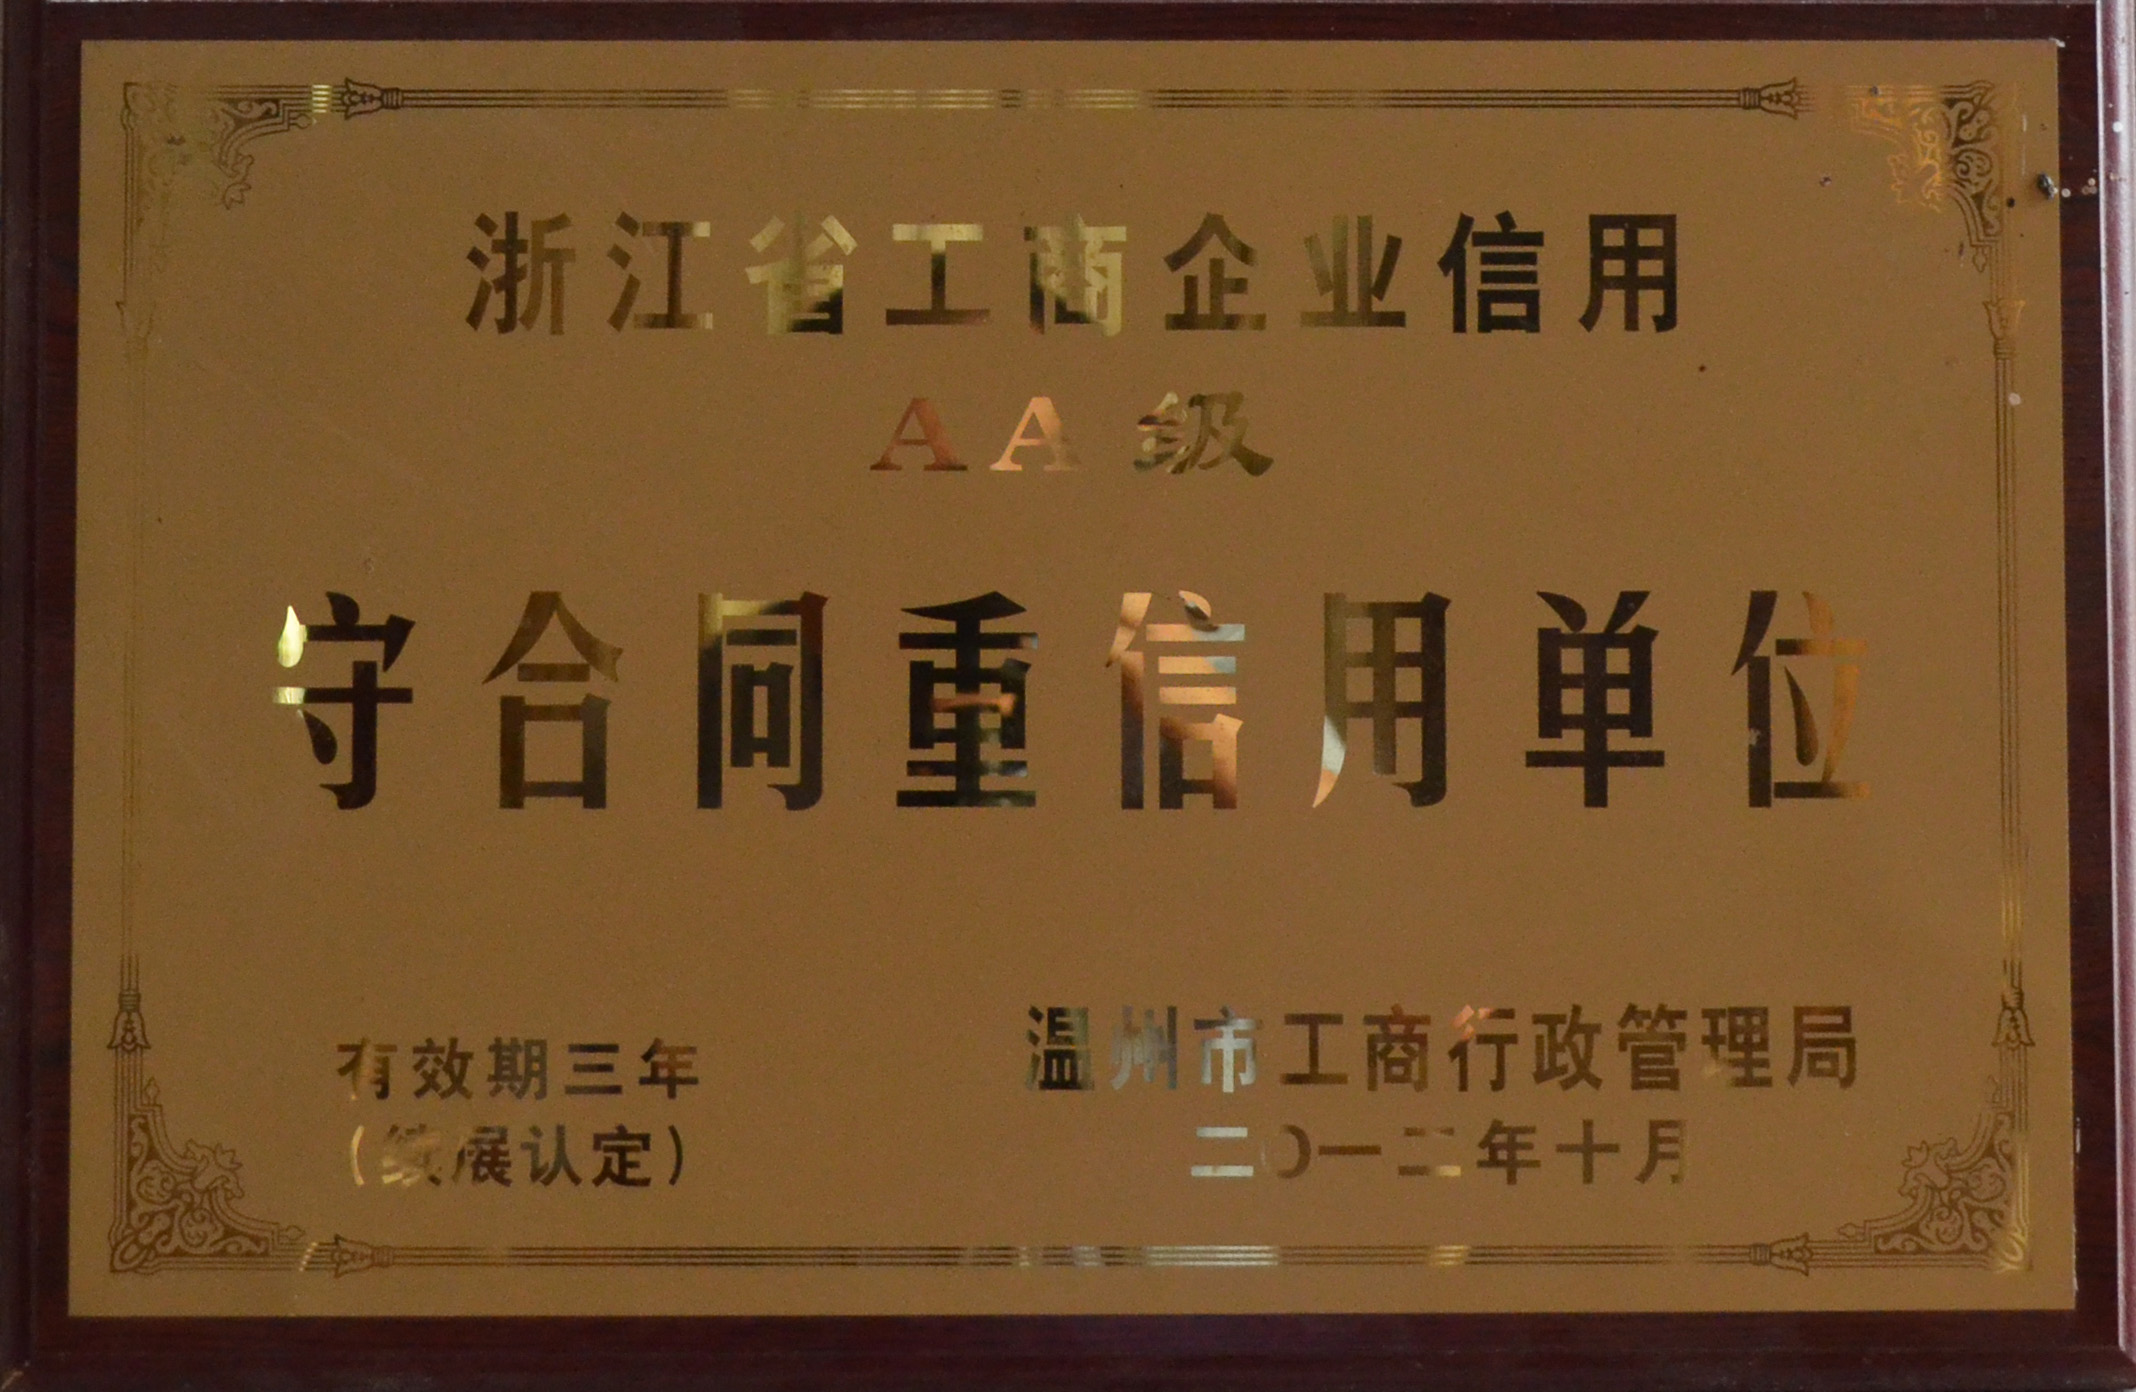 浙江省工商企业信用
AA级
守合同重信用单位
有效期三年
(续展认定)
温州市工商行政管理局
二〇一二年十月